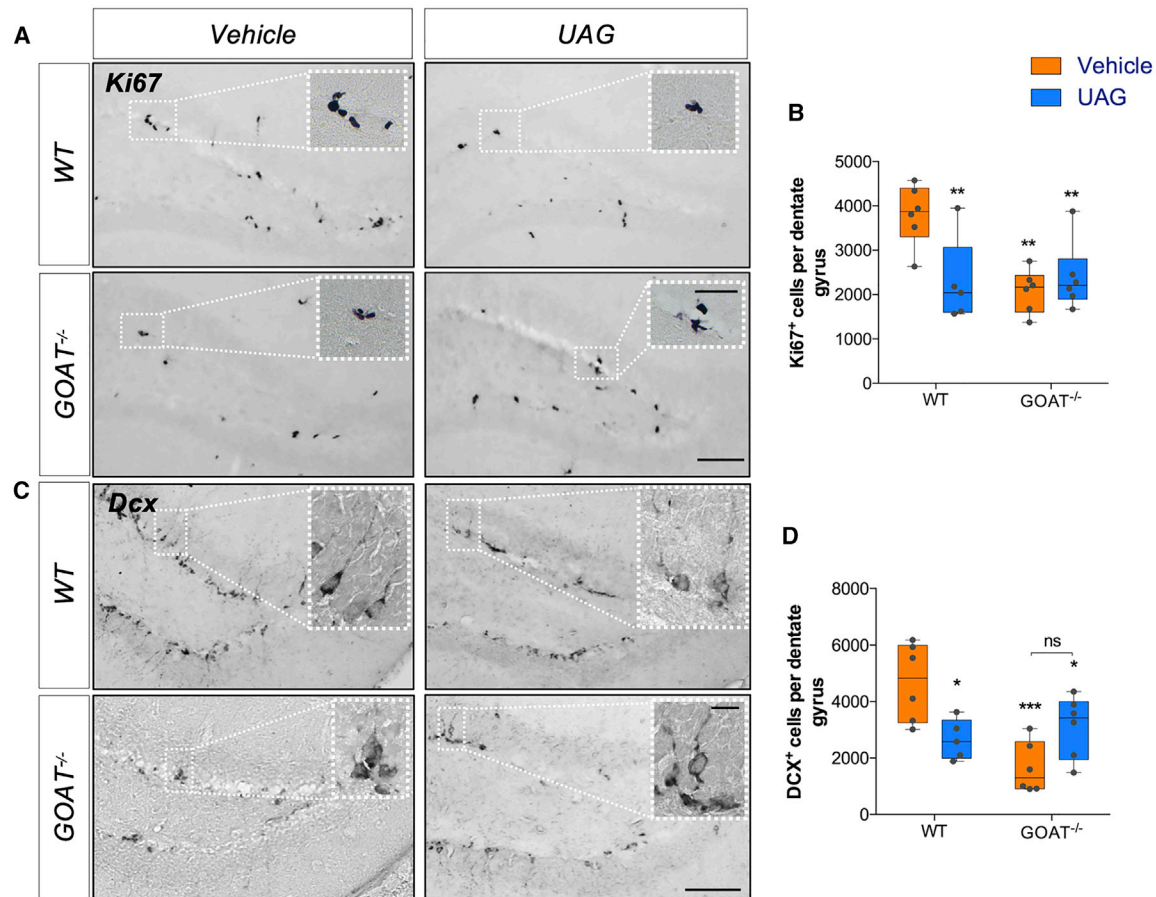 A
Vehicle
UAG
WT
Ki67
GOAT-/-
C
WT
Dcx
GOAT-/-
Vehicle
UAG
B
Ki67+ cells per dentate
gyrus
5000
4000
3000
2000
1000
0
**
**
**
WT
GOAT-/-
D
DCX+ cells per dentate
gyrus
8000
6000
4000
2000
0
*
***
ns
*
WT
GOAT-/-